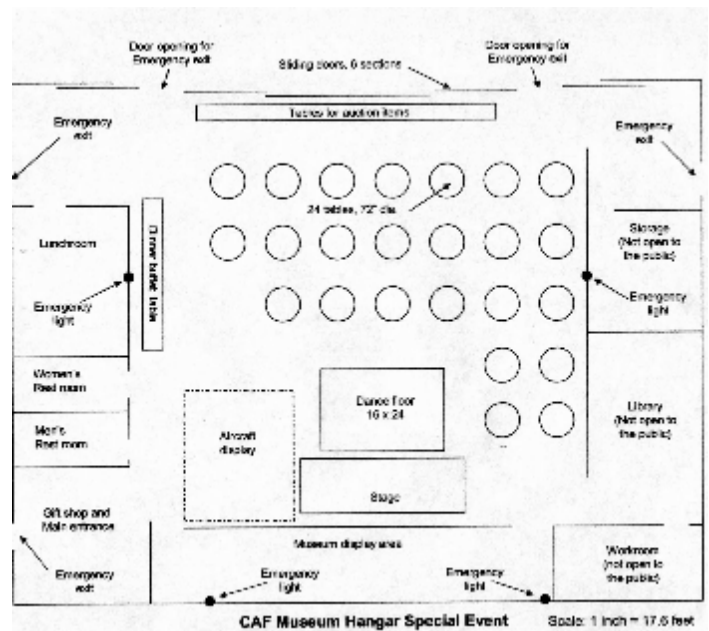 Door opening for
Emergency exit
Sliding doors, 6 sections
Door opening for
Emergency exit
Tables for auction items
Emergency
exit
Emergency
exit
24 tables, 72" dia.
Lunchroom
Dinner buffet table
Storage
(Not open to
the public)
Emergency
light
Emergency
light
Women's
Rest room
Dance floor
16 x 24
Library
(Not open to
the public)
Men's
Rest room
Aircraft
display
Stage
Gift shop and
Main entrance
Museum display area
Workroom
(not open to
the public)
Emergency
exit
Emergency
light
Emergency
light
CAF Museum Hangar Special Event
Scale: 1 inch = 17.6 feet